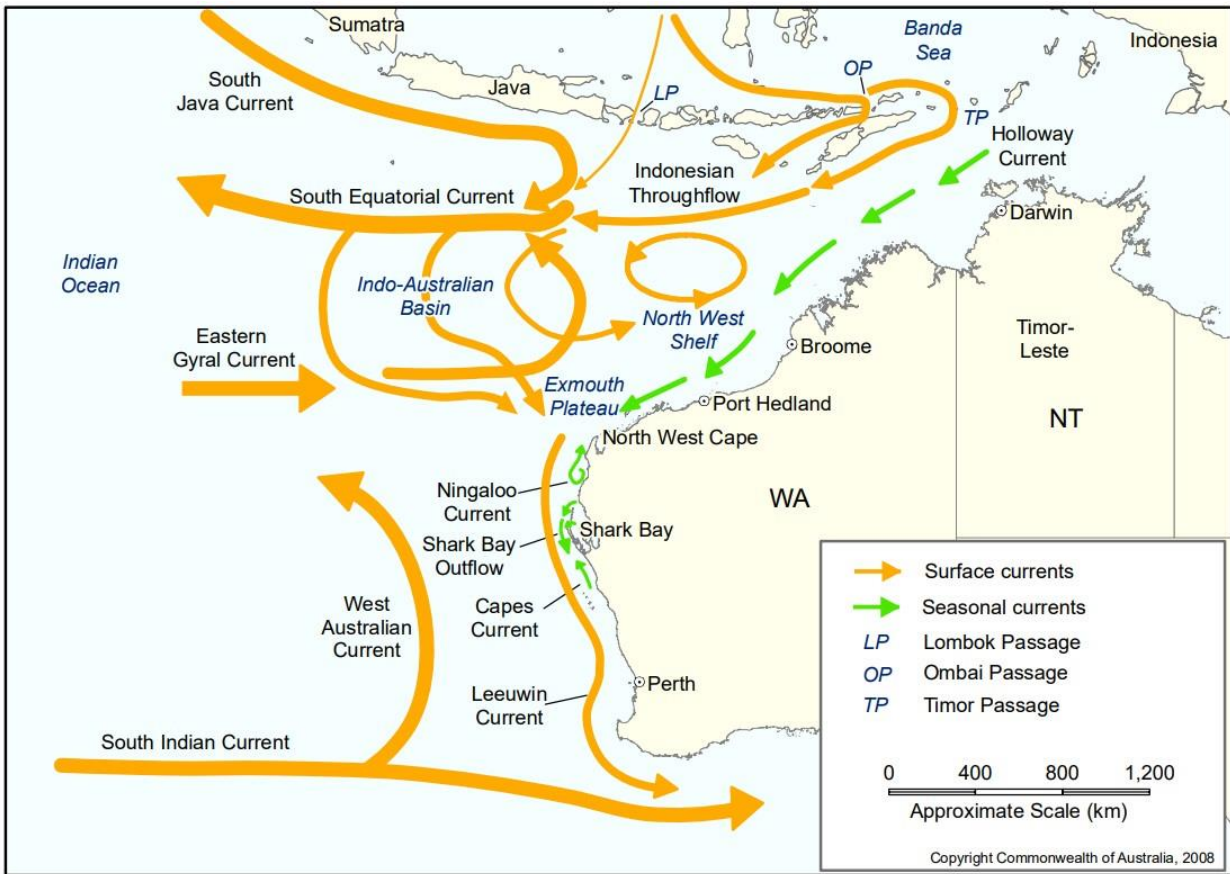 Sumatra
Banda
Sea
Indonesia
South
Java Current
Java
LP
OP
TP
Holloway
Current
Indonesian
Throughflow
South Equatorial Current
Darwin
Indian
Ocean
Indo-Australian
Basin
North West
Shelf
Timor-
Leste
Eastern
Gyral Current
Broome
Exmouth
Plateau
Port Hedland
NT
North West Cape
Ningaloo
Current
WA
Shark Bay
Shark Bay
Outflow
Capes
Current
West
Australian
Current
Perth
Leeuwin
Current
South Indian Current
Surface currents
Seasonal currents
LP Lombok Passage
OP Ombai Passage
TP Timor Passage
0 400 800 1,200
Approximate Scale (km)
Copyright Commonwealth of Australia, 2008